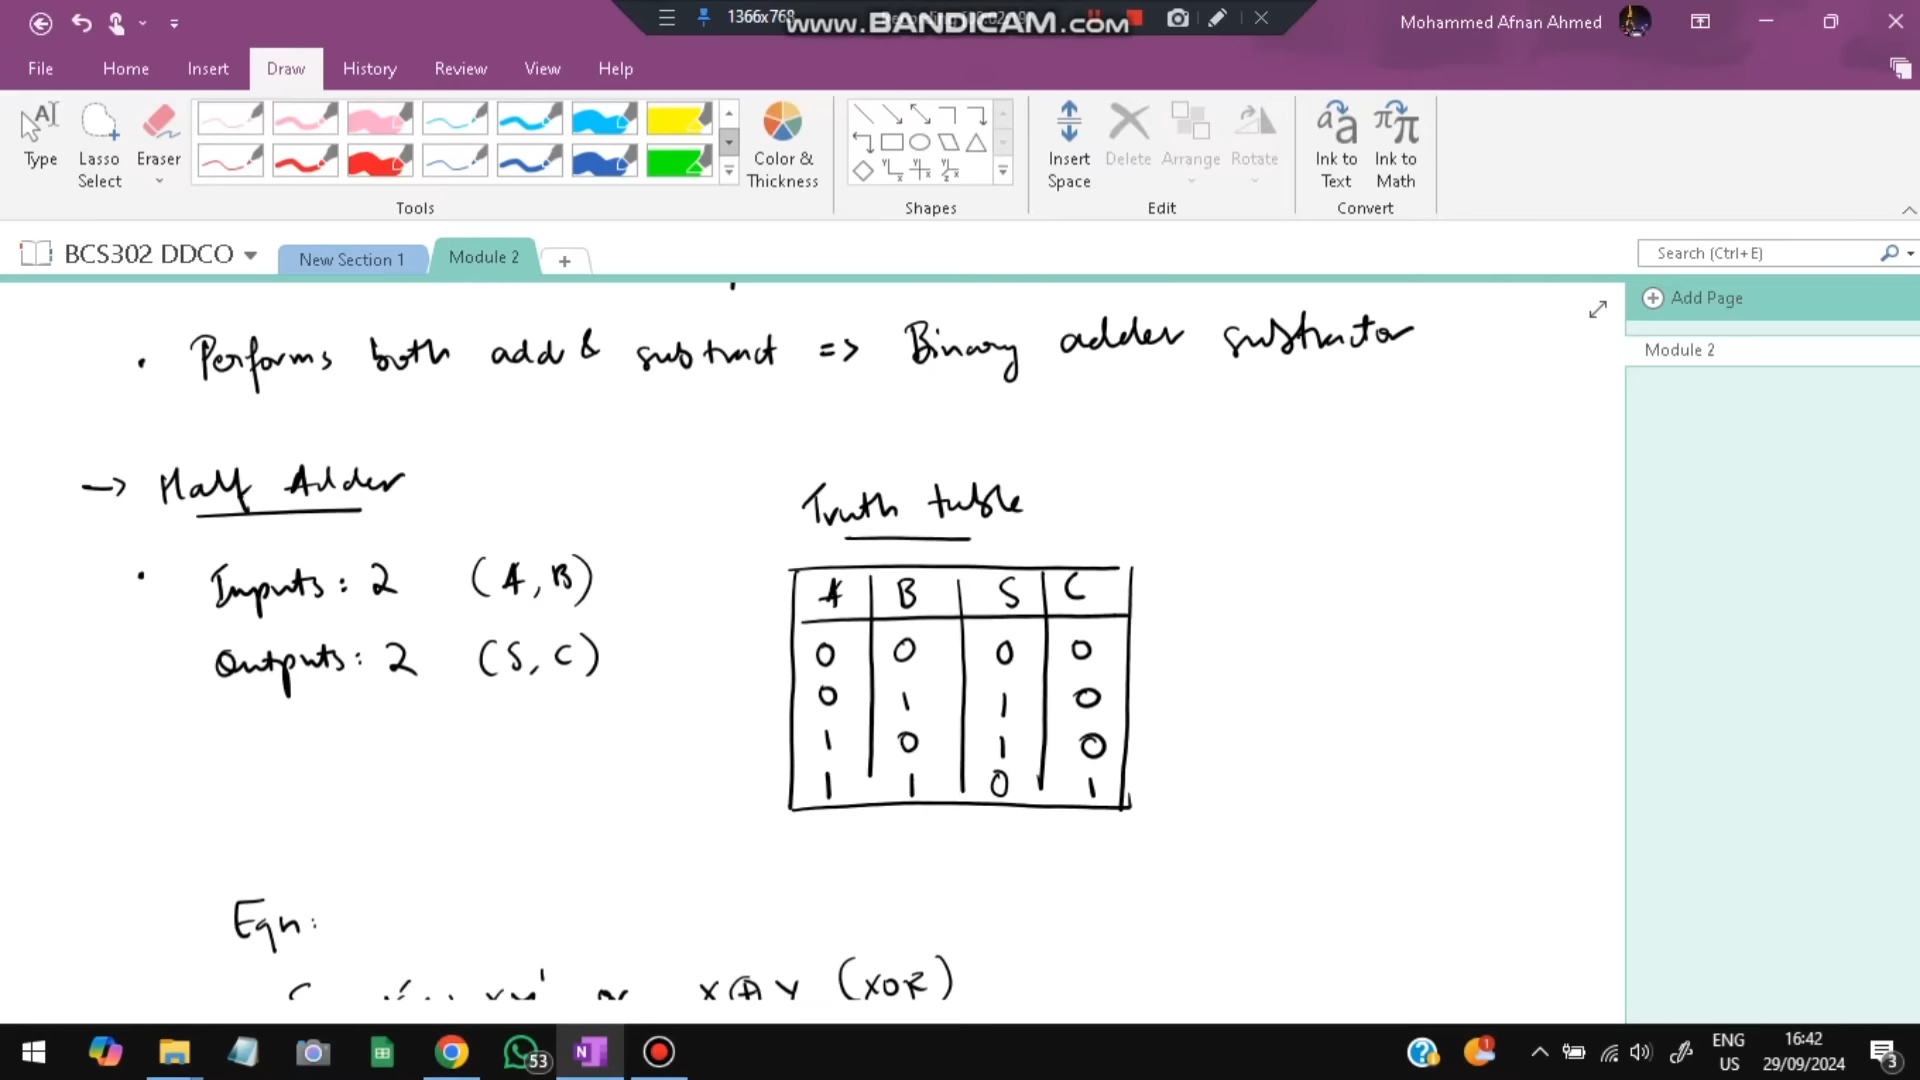 1366x768
www.BANDICAM.com
Mohammed Afnan Ahmed
File Home Insert Draw History Review View Help
Type
Lasso Select
Eraser
Color & Thickness
Insert Space
Delete
Arrange
Rotate
Ink to Text
Ink to Math
Tools
Shapes
Edit
Convert
BCS302 DDCO
New Section 1
Module 2
Search (Ctrl+E)
Add Page
Module 2
. Performs both add & subtract => Binary adder substractor
-> Half Adder
Truth table
. Inputs: 2 (A, B)
Outputs: 2 (S, C)
A B S C
0 0 0 0
0 1 1 0
1 0 1 0
1 1 0 1
Eqn:
X⊕Y (XOR)
53
1
ENG
US
16:42
29/09/2024
3